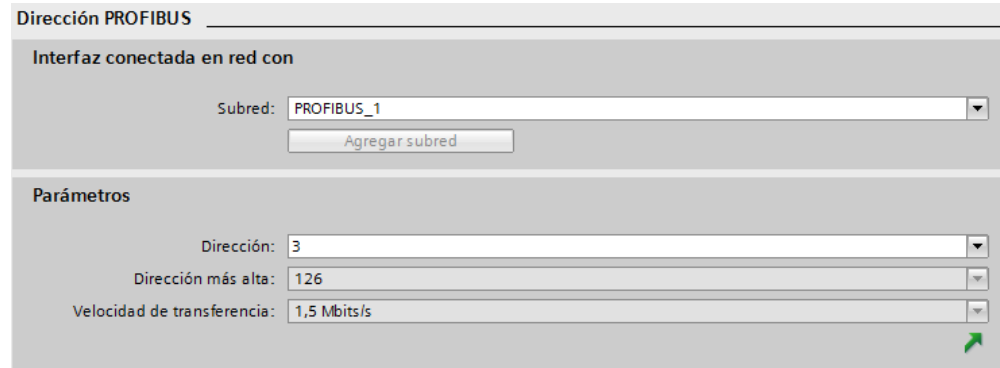 Dirección PROFIBUS
Interfaz conectada en red con
Subred: PROFIBUS_1
Agregar subred
Parámetros
Dirección: 3
Dirección más alta: 126
Velocidad de transferencia: 1,5 Mbits/s